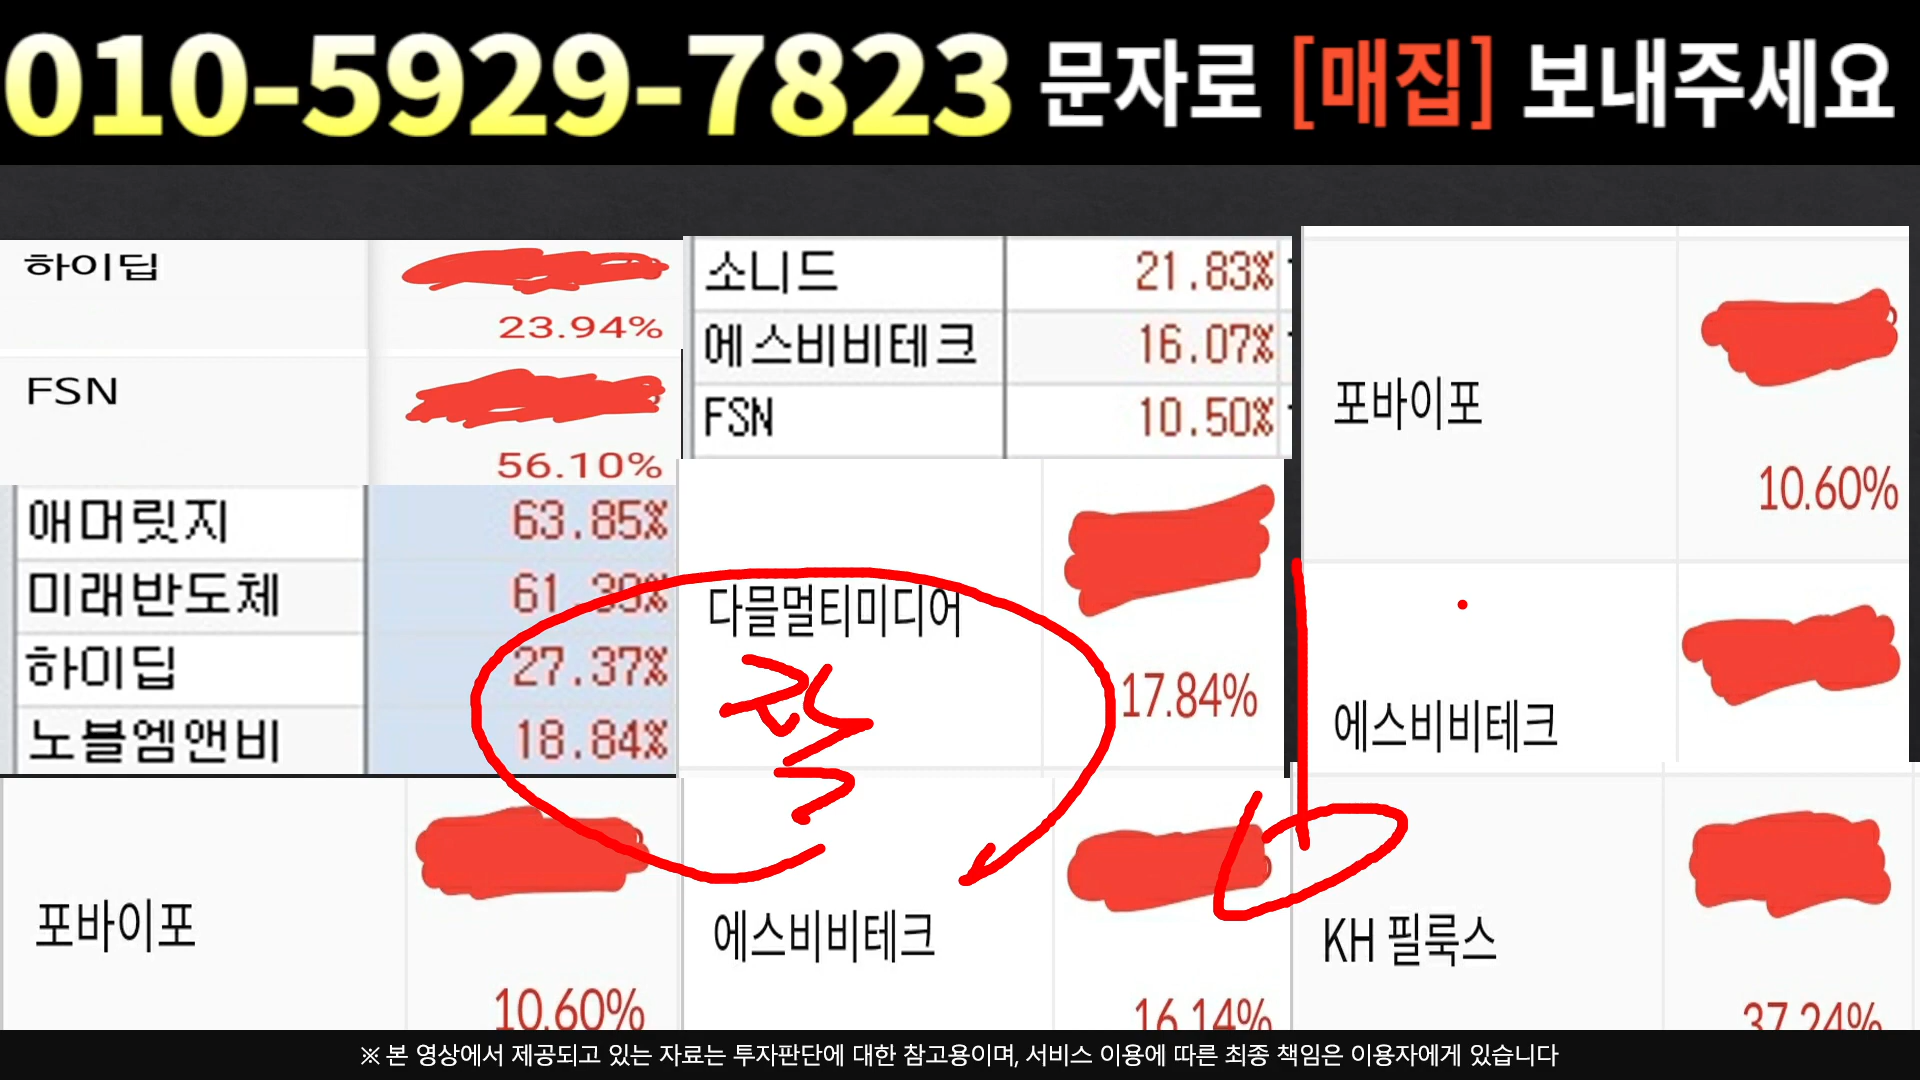 010-5929-7823 문자로 [매집] 보내주세요
하이딥
23.94%
FSN
56.10%
애머릿지 63.85%
미래반도체 61.39%
하이딥 27.37%
노블엠앤비 18.84%
소니드 21.83%
에스비비테크 16.07%
FSN 10.50%
다믈멀티미디어
17.84%
포바이포
10.60%
에스비비테크
포바이포
10.60%
에스비비테크
16.14%
KH 필룩스
37.24%
※ 본 영상에서 제공되고 있는 자료는 투자판단에 대한 참고용이며, 서비스 이용에 따른 최종 책임은 이용자에게 있습니다